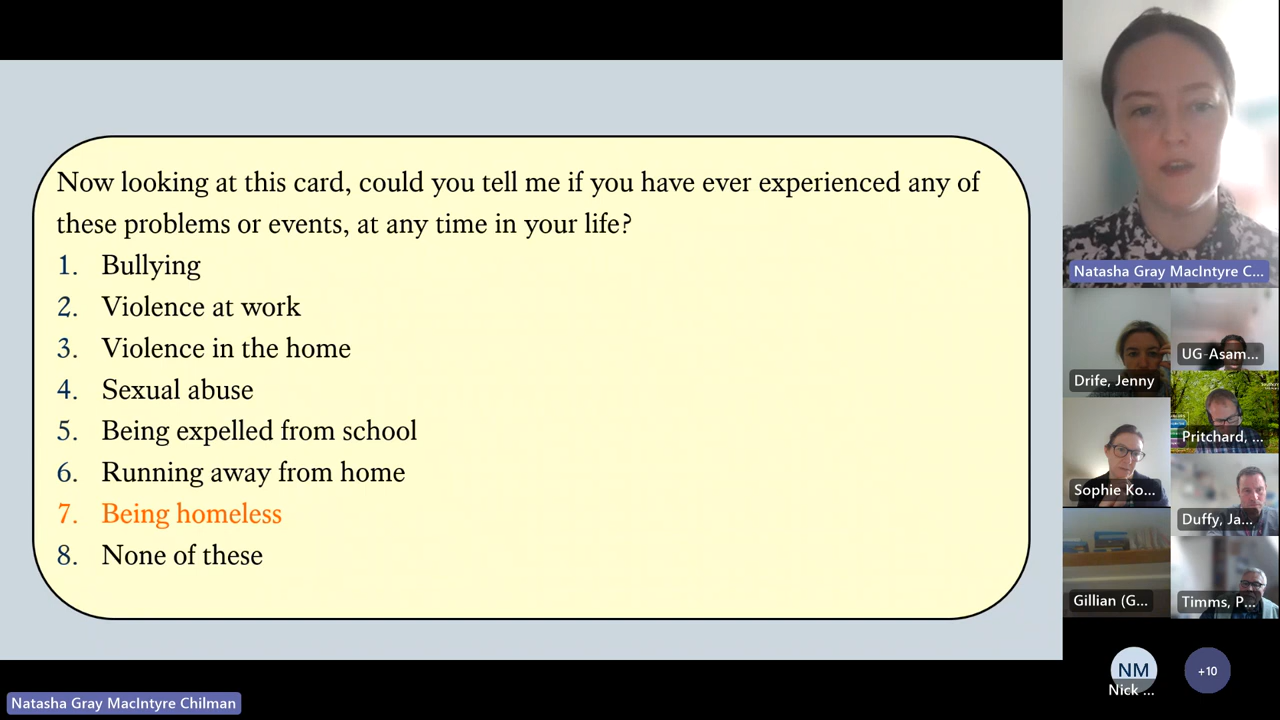 Now looking at this card, could you tell me if you have ever experienced any of
these problems or events, at any time in your life?
1. Bullying
2. Violence at work
3. Violence in the home
4. Sexual abuse
5. Being expelled from school
6. Running away from home
7. Being homeless
8. None of these
Natasha Gray MacIntyre C...
Drife, Jenny
UG-Asam...
Pritchard, ...
Sophie Ko...
Duffy, Ja...
Gillian (G...
Timms, P...
NM
Nick ...
+10
Natasha Gray MacIntyre Chilman